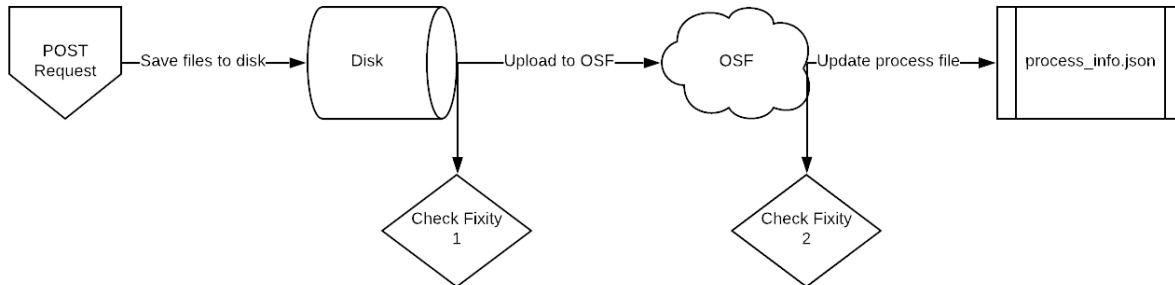 POST
Request
Save files to disk
Disk
Upload to OSF
OSF
Update process file
process_info.json
Check Fixity
1
Check Fixity
2